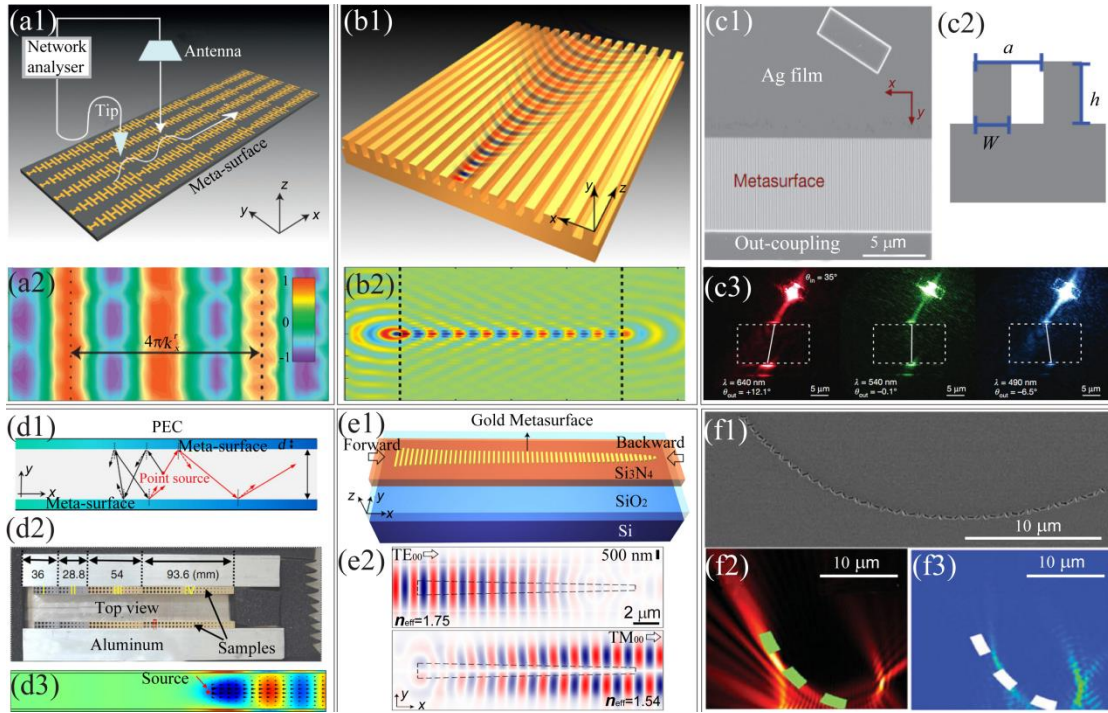 (a1)
Network
analyser
Antenna
Tip
Meta-surface
z
y
x
(a2)
4π/kʳₓ
1
0
-1
(b1)
y
z
x
(b2)
(c1)
Ag film
x
y
Metasurface
Out-coupling
5 μm
(c2)
a
h
W
(c3)
θin = 35°
λ = 640 nm
θout = +12.1°
5 μm
λ = 540 nm
θout = −0.1°
5 μm
λ = 490 nm
θout = −6.5°
5 μm
(d1)
PEC
Meta-surface
d
Point source
y
x
Meta-surface
(d2)
36
28.8
54
93.6 (mm)
Top view
Samples
Aluminum
(d3)
Source
(e1)
Gold Metasurface
Forward
Backward
Si3N4
SiO2
Si
z
y
x
(e2)
TE00
500 nm
neff=1.75
2 μm
TM00
y
x
neff=1.54
(f1)
10 μm
(f2)
10 μm
(f3)
10 μm